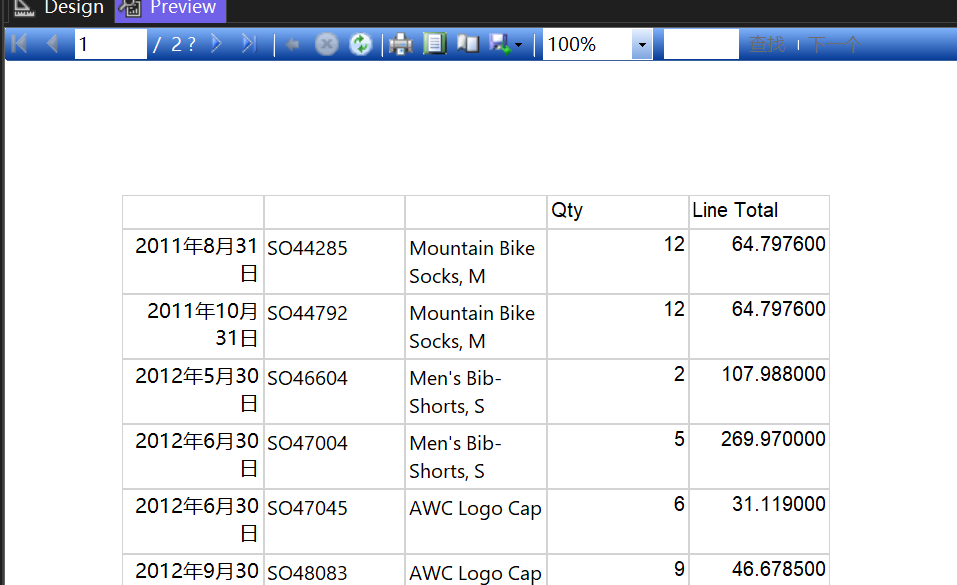 Design Preview
1 / 2 ? 100% 查找 下 个
Qty Line Total
2011年8月31日 SO44285 Mountain Bike Socks, M 12 64.797600
2011年10月31日 SO44792 Mountain Bike Socks, M 12 64.797600
2012年5月30日 SO46604 Men's Bib-Shorts, S 2 107.988000
2012年6月30日 SO47004 Men's Bib-Shorts, S 5 269.970000
2012年6月30日 SO47045 AWC Logo Cap 6 31.119000
2012年9月30 SO48083 AWC Logo Cap 9 46.678500